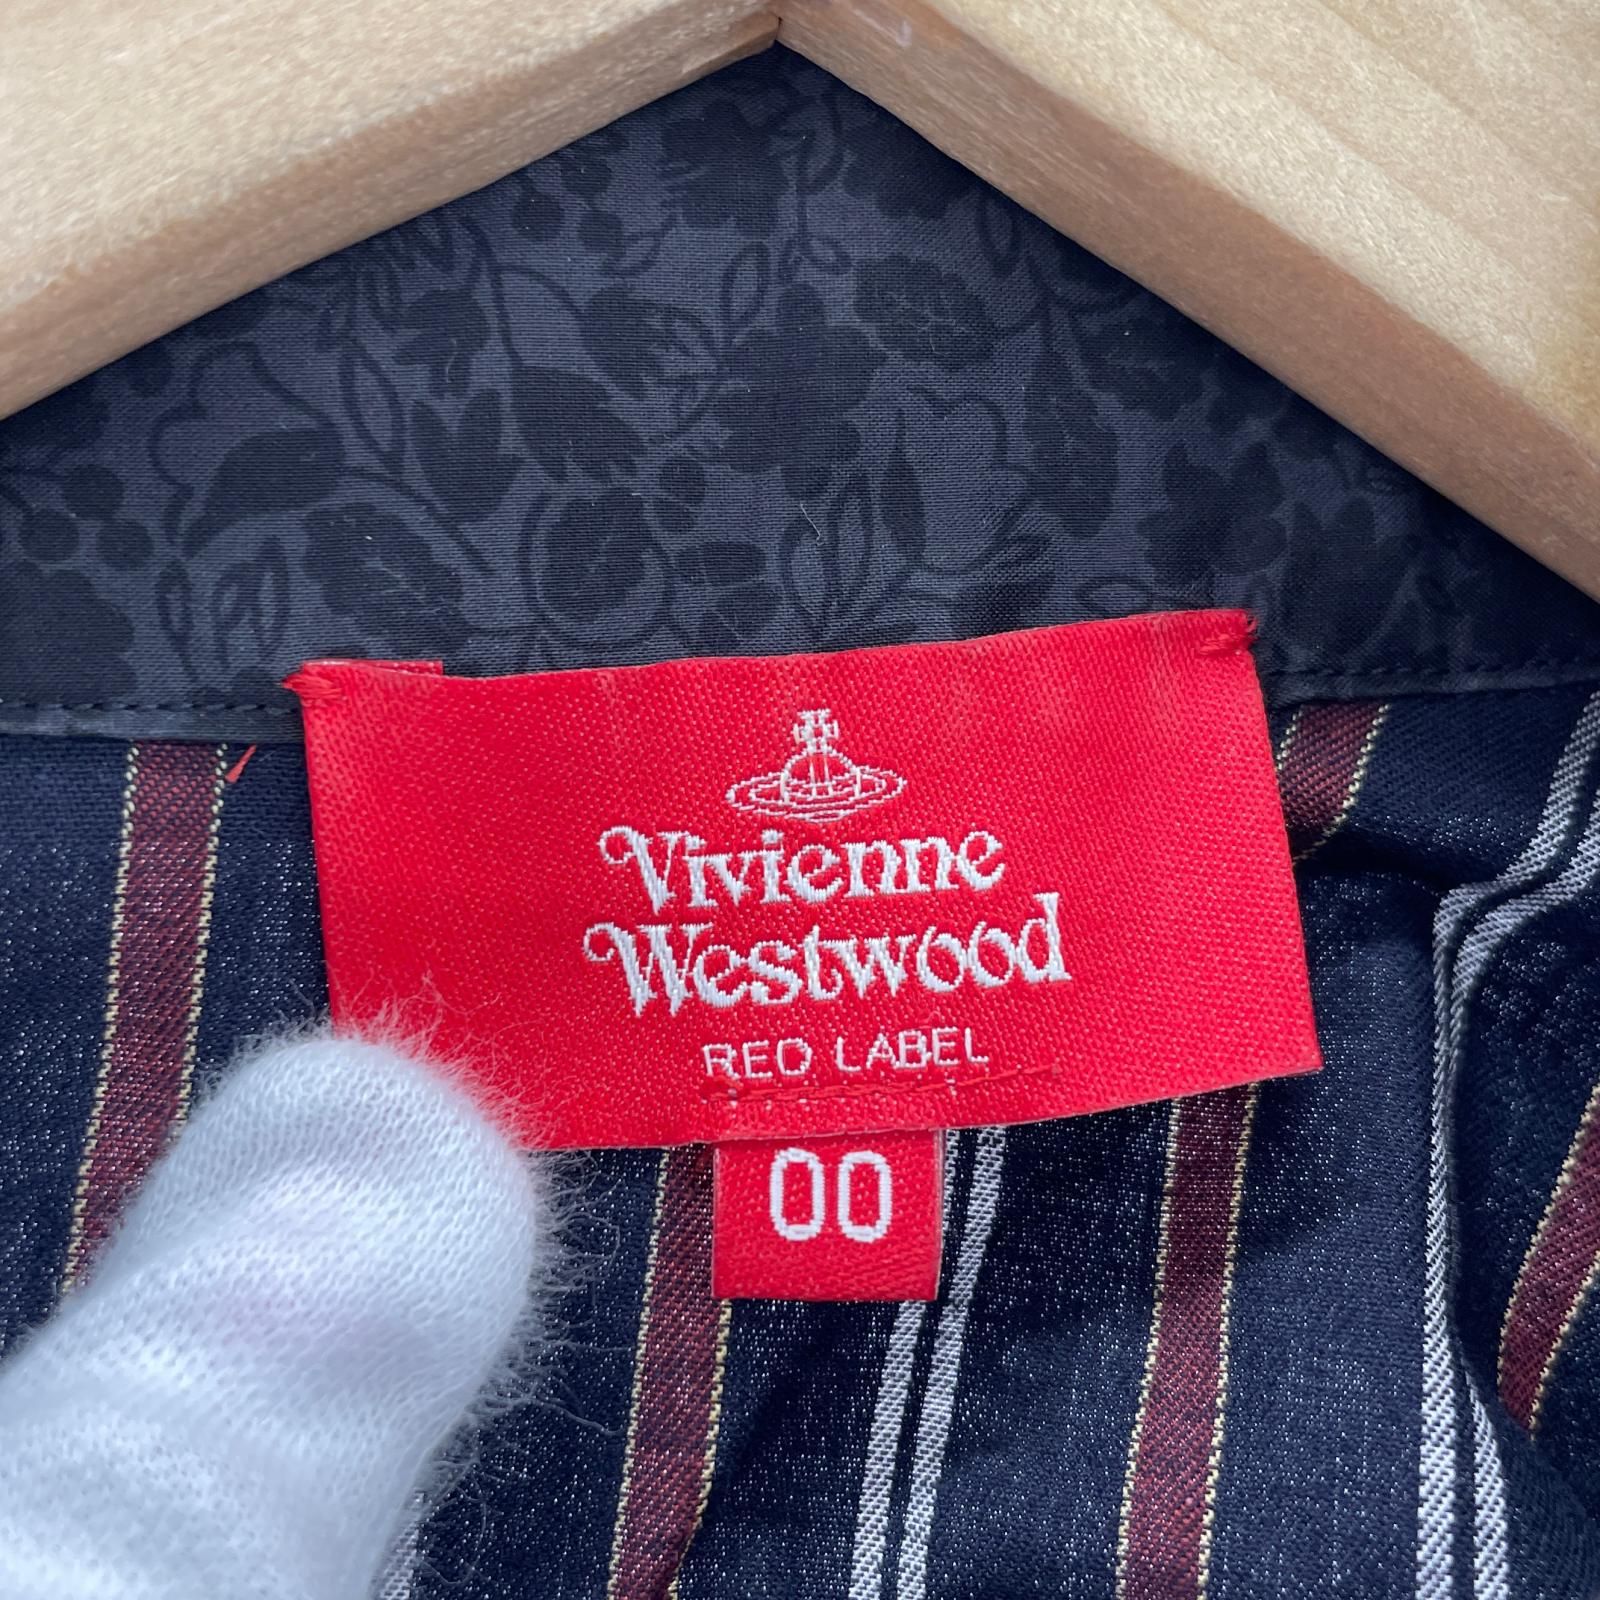 Vivienne
Westwood
RED LABEL
00